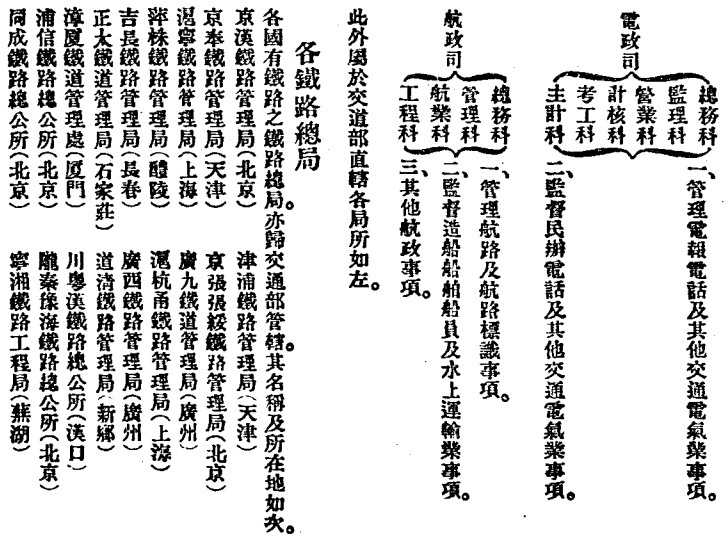 電政司
總務科
監理科
營業科
計核科
考工科
主計科
一、管理電報電話及其他交通電氣業事項。
二、監督民辦電話及其他交通電氣業事項。
航政司
總務科
管理科
航業科
工程科
一、管理航路及航路標識事項。
二、監督造船船舶船員及水上運輸業事項。
三、其他航政事項。
此外屬於交道部直轄各局所如左。
各鐵路總局
各國有鐵路之鐵路總局。亦歸交通部管轄。其名稱及所在地如次。
京漢鐵路管理局(北京)
津浦鐵路管理局(天津)
京奉鐵路管理局(天津)
京張張綏鐵路管理局(北京)
滬寧鐵路管理局(上海)
廣九鐵道管理局(廣州)
萍株鐵路管理局(醴陵)
滬杭甬鐵路管理局(上海)
吉長鐵路管理局(長春)
廣四鐵路管理局(廣州)
正太鐵道管理局(石家莊)
道清鐵路管理局(新鄉)
漳厦鐵道管理處(厦門)
川粵漢鐵路總公所(漢口)
浦信鐵路總公所(北京)
隴秦豫海鐵路總公所(北京)
同成鐵路總公所(北京)
寧湘鐵路工程局(蕪湖)